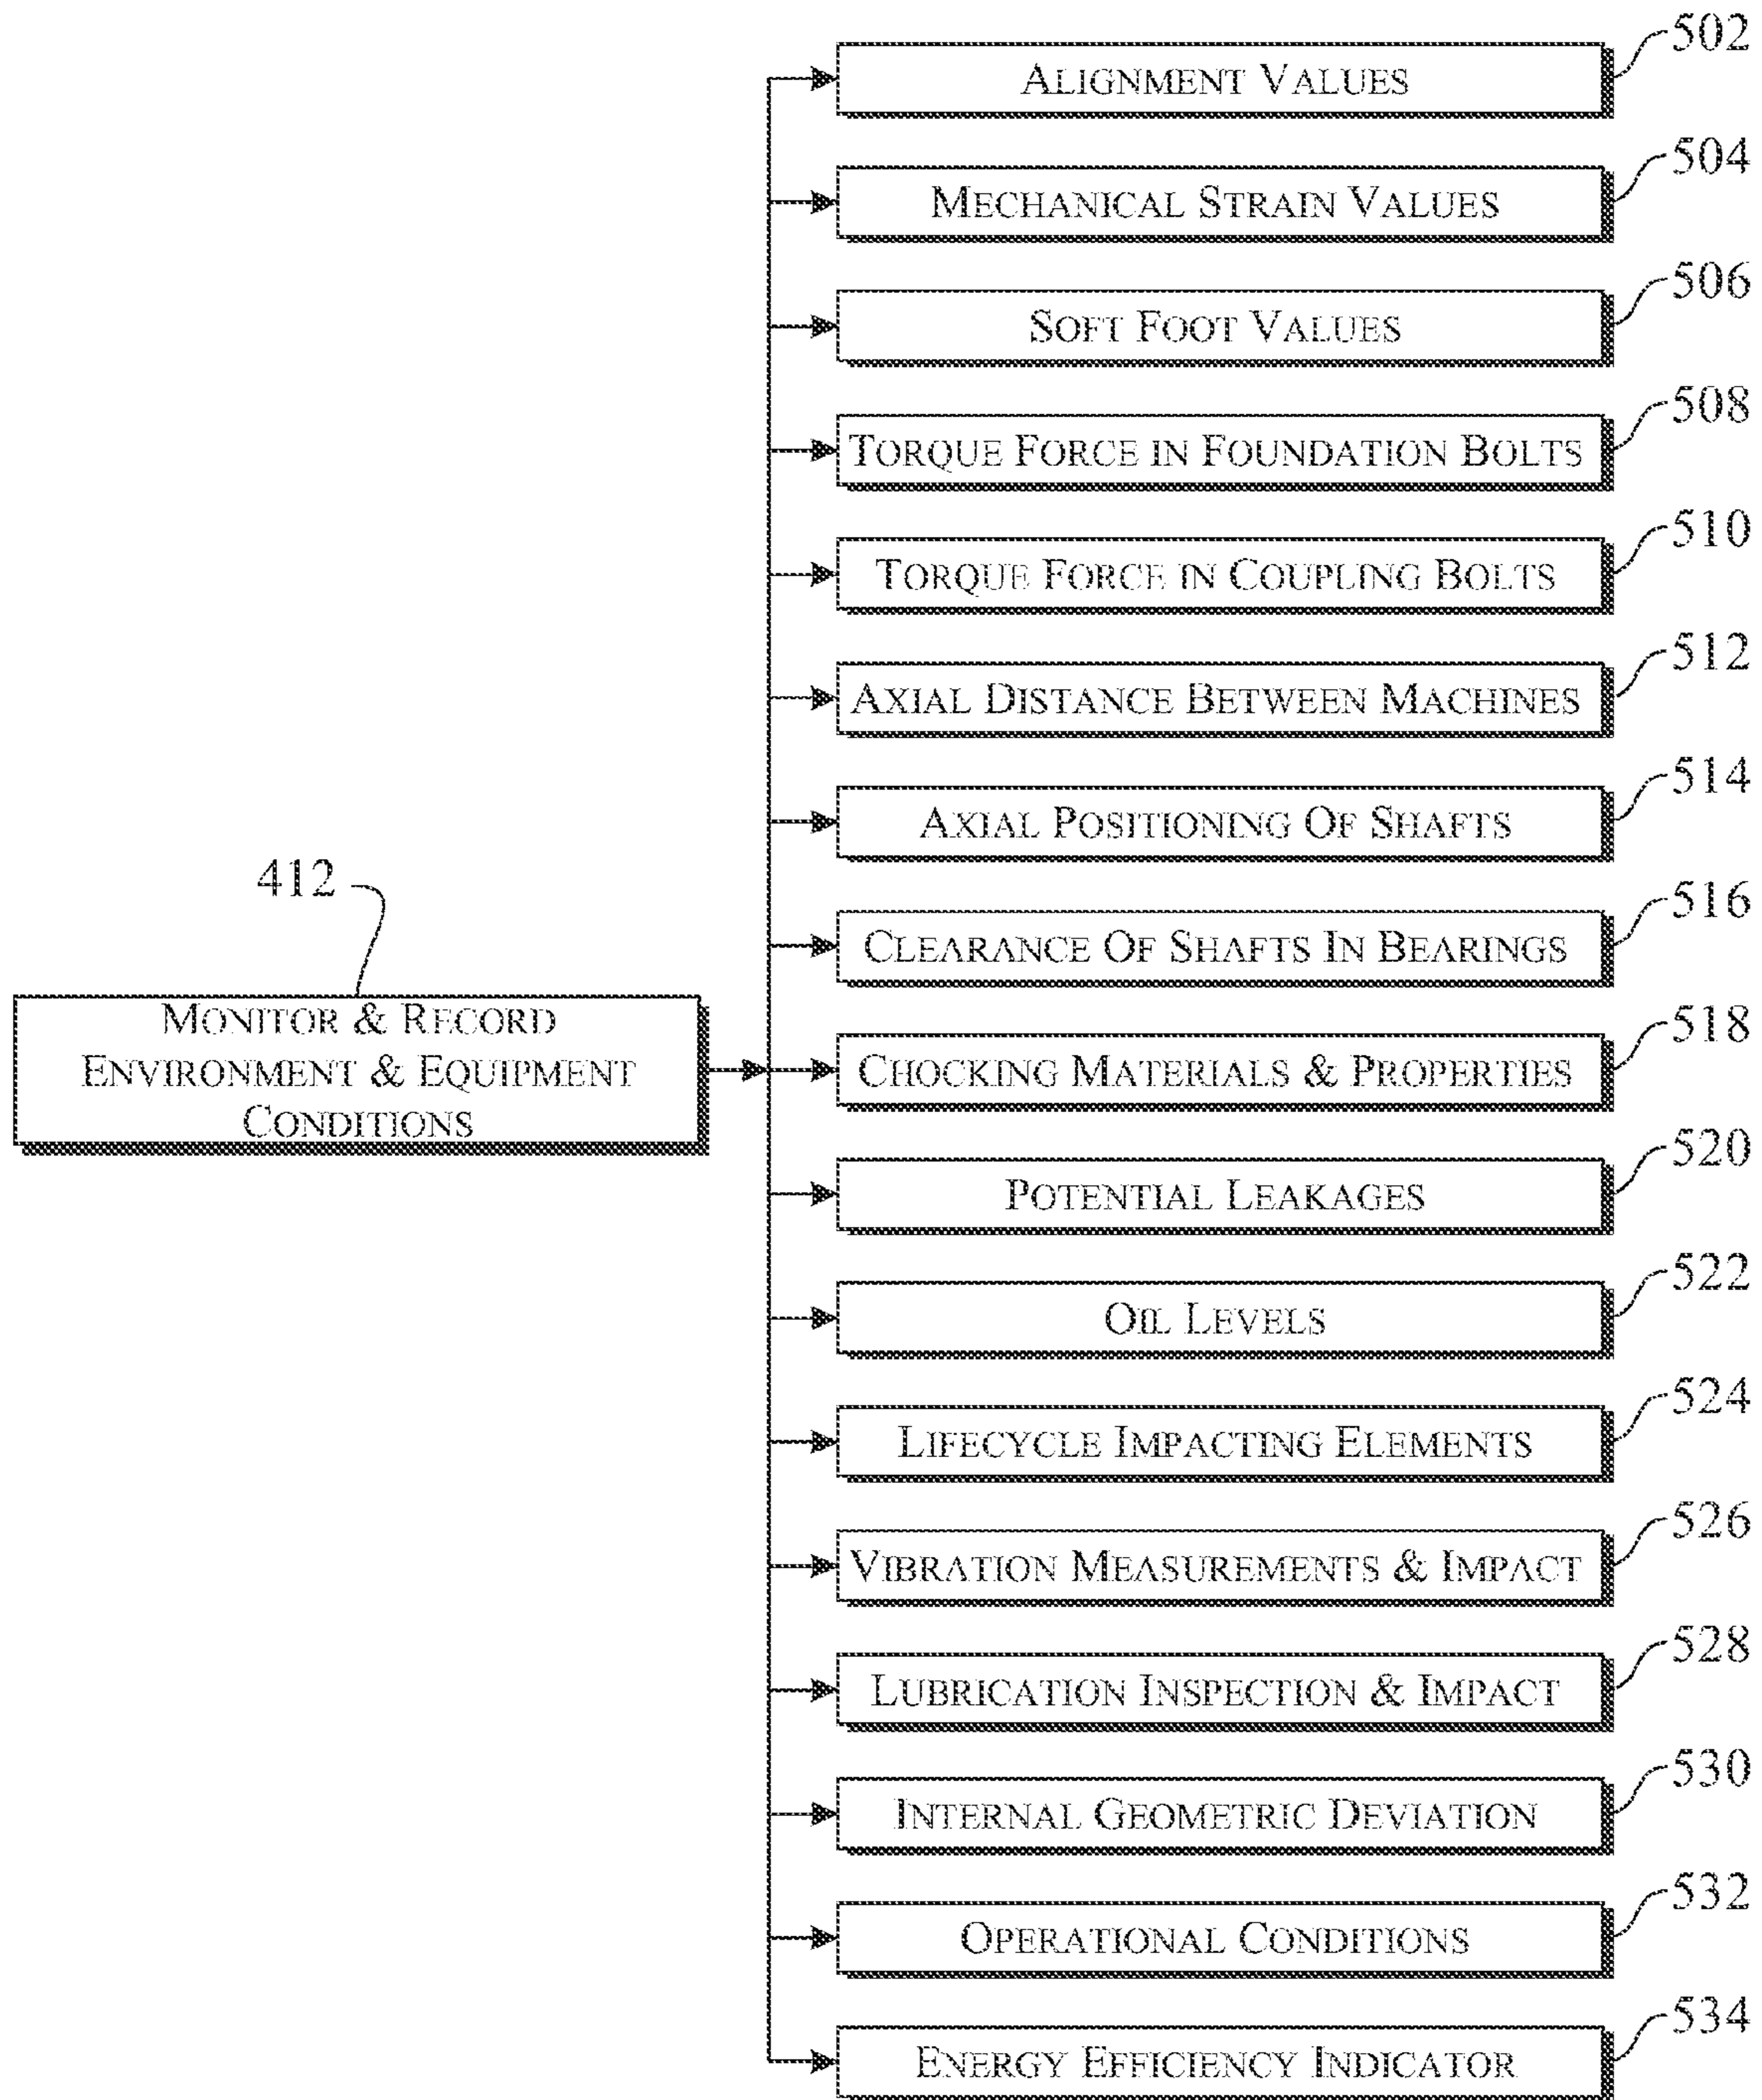 502
ALIGNMENT VALUES
504
MECHANICAL STRAIN VALUES
506
SOFT FOOT VALUES
508
TORQUE FORCE IN FOUNDATION BOLTS
510
TORQUE FORCE IN COUPLING BOLTS
512
AXIAL DISTANCE BETWEEN MACHINES
514
AXIAL POSITIONING OF SHAFTS
412
516
CLEARANCE OF SHAFTS IN BEARINGS
MONITOR & RECORD
ENVIRONMENT & EQUIPMENT
CONDITIONS
518
CHOCKING MATERIALS & PROPERTIES
520
POTENTIAL LEAKAGES
522
OIL LEVELS
524
LIFECYCLE IMPACTING ELEMENTS
526
VIBRATION MEASUREMENTS & IMPACT
528
LUBRICATION INSPECTION & IMPACT
530
INTERNAL GEOMETRIC DEVIATION
532
OPERATIONAL CONDITIONS
534
ENERGY EFFICIENCY INDICATOR